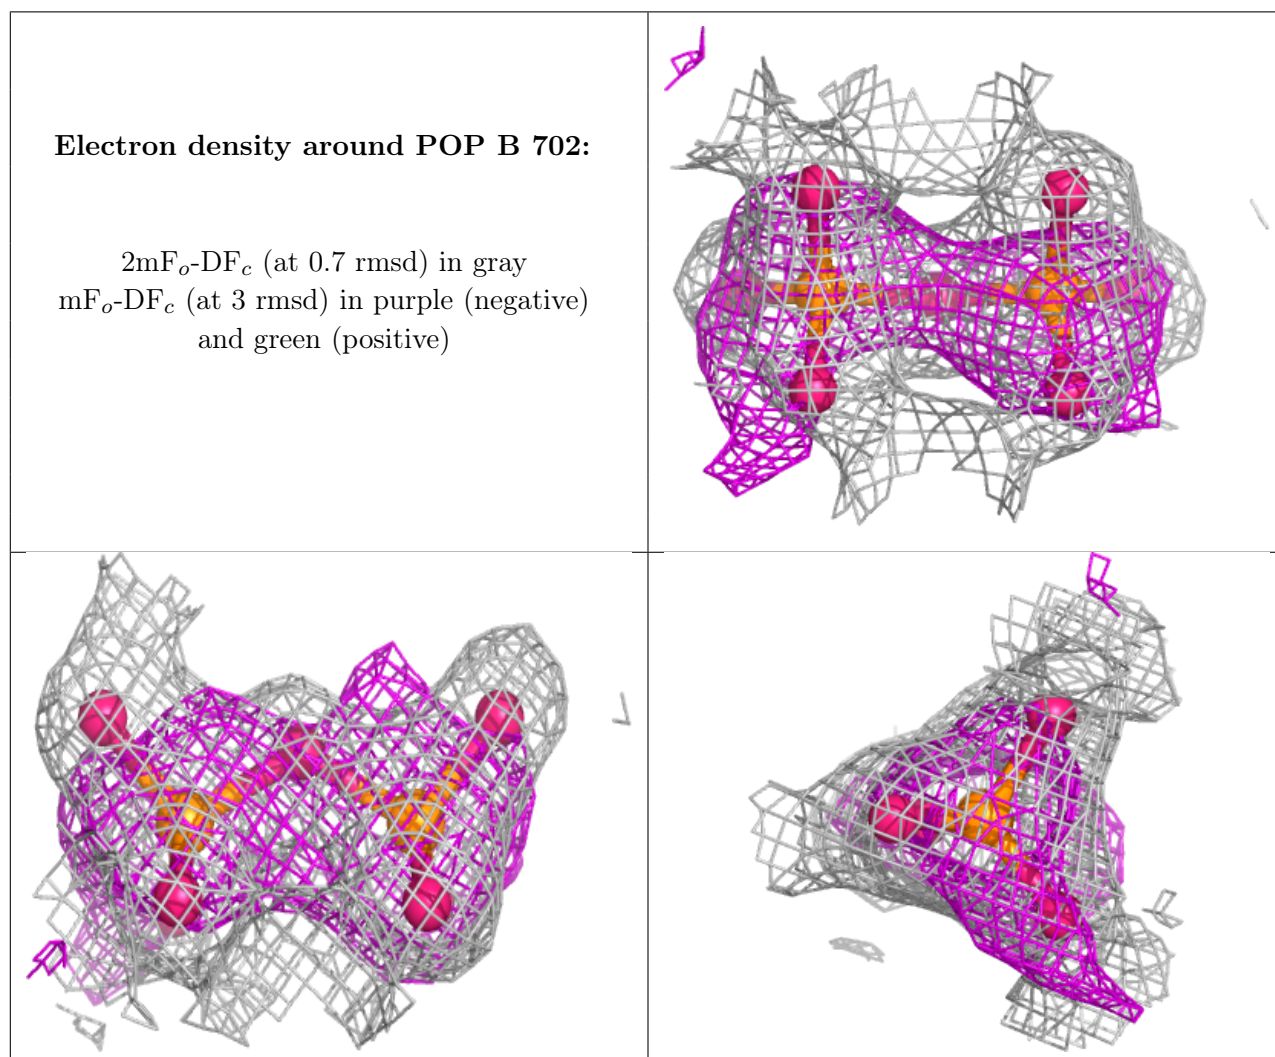 Electron density around POP B 702:
2mFo-DFc (at 0.7 rmsd) in gray
mFo-DFc (at 3 rmsd) in purple (negative)
and green (positive)